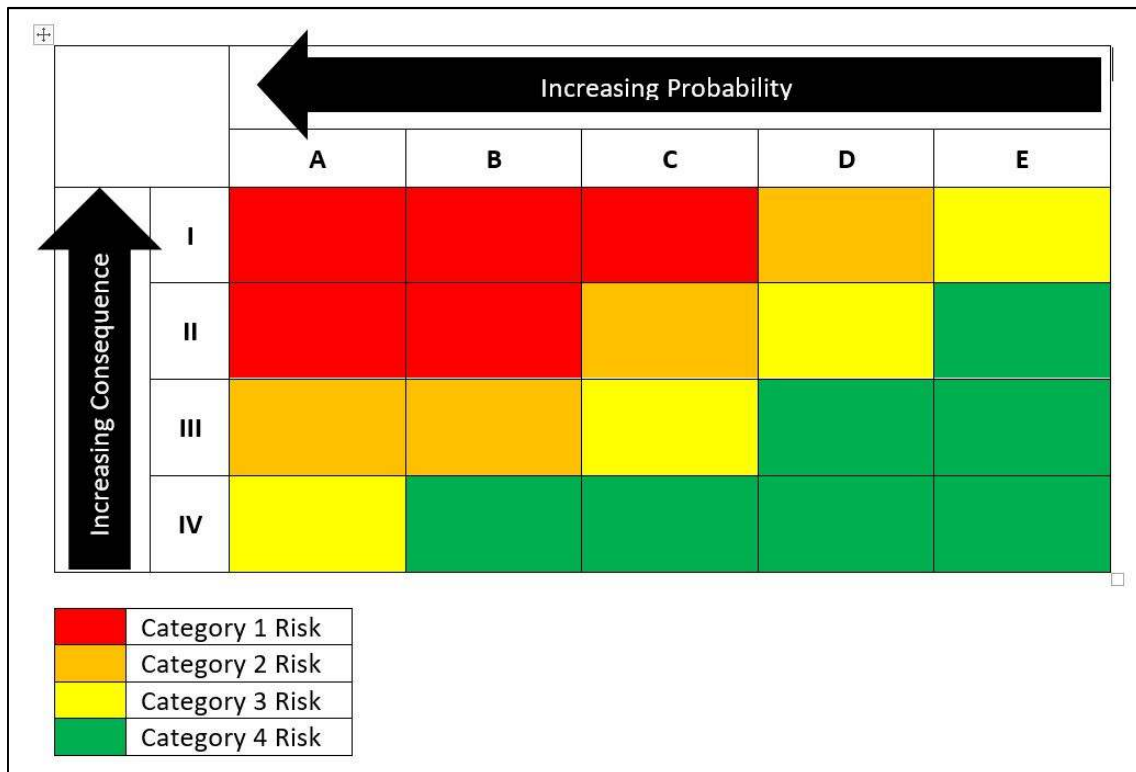 Increasing Probability
A B C D E
Increasing Consequence
I
II
III
IV
Category 1 Risk
Category 2 Risk
Category 3 Risk
Category 4 Risk